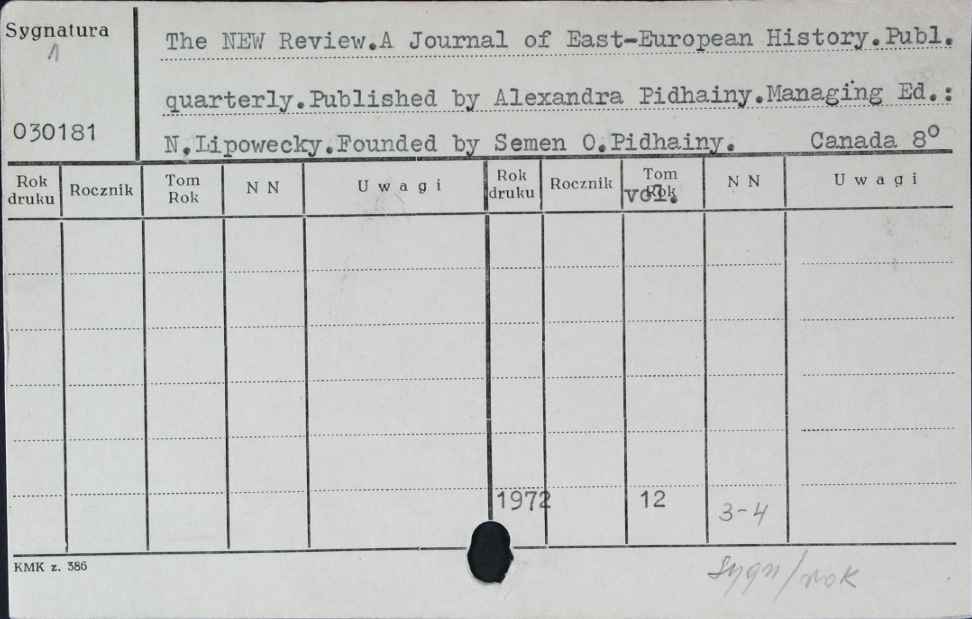 Sygnatura
1
030181
The NEW Review.A Journal of East-European History.Publ.
quarterly.Published by Alexandra Pidhainy.Managing Ed.:
N.Lipowecky.Founded by Semen O.Pidhainy. Canada 8°
Rok druku Rocznik Tom Rok N N Uwagi Rok druku Rocznik Tom Rok N N Uwagi
vol.
1972 12 3-4
KMK z. 386
Sygn/rok